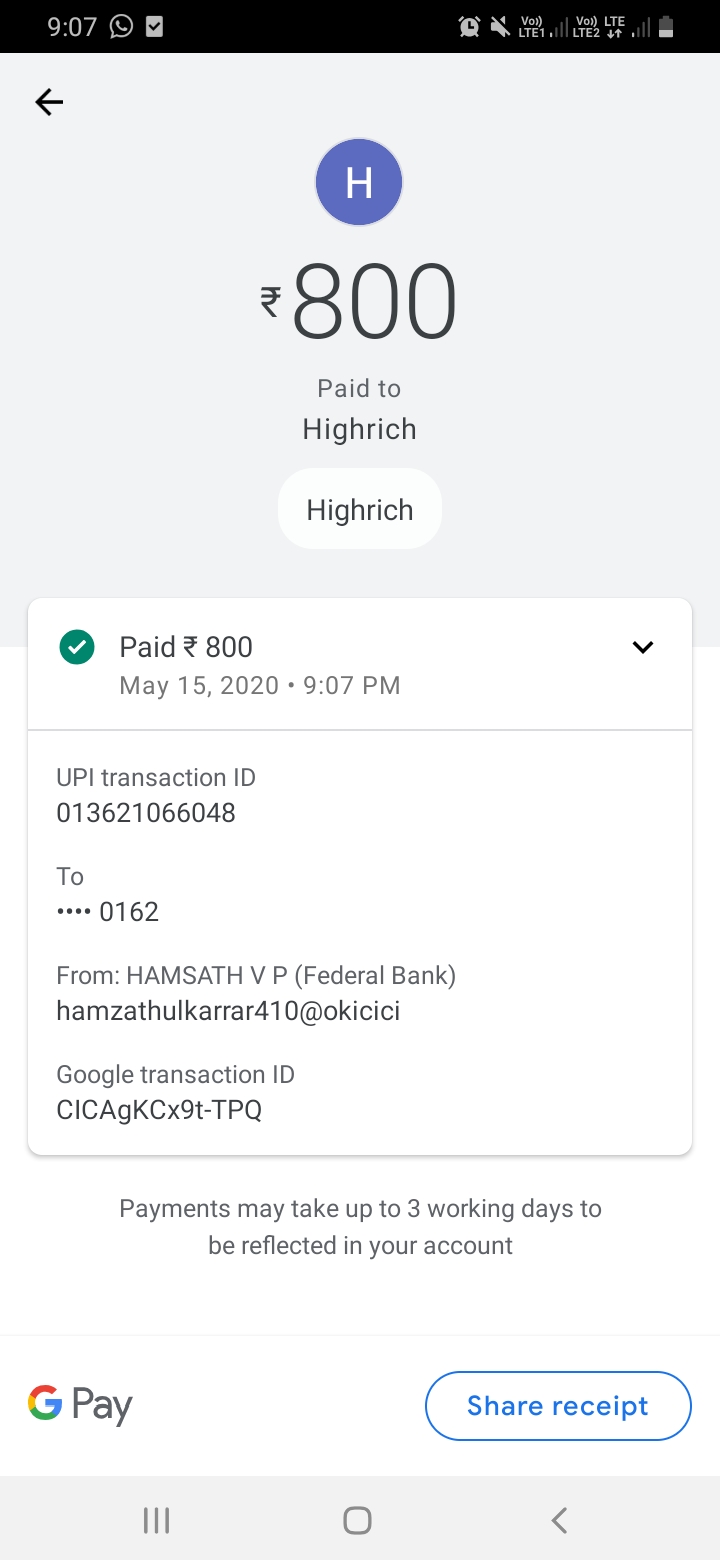 9:07
Vo)) LTE1 Vo)) LTE2 LTE
H
₹800
Paid to
Highrich
Highrich
Paid ₹ 800
May 15, 2020 • 9:07 PM
UPI transaction ID
013621066048
To
•••• 0162
From: HAMSATH V P (Federal Bank)
hamzathulkarrar410@okicici
Google transaction ID
CICAgKCx9t-TPQ
Payments may take up to 3 working days to
be reflected in your account
G Pay
Share receipt